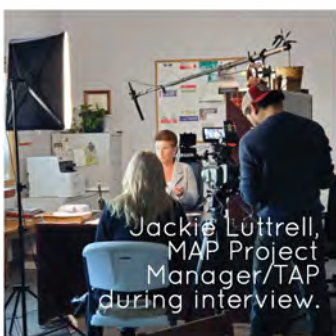 Jackie Luttrell,
MAP Project
Manager/TAP
during interview.